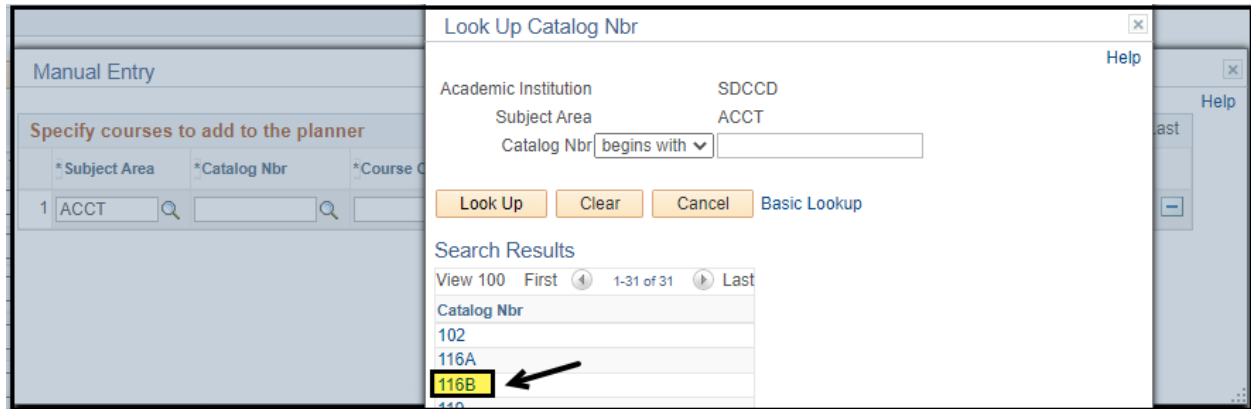 Look Up Catalog Nbr
Help
Manual Entry
Help
Academic Institution SDCCD
Subject Area ACCT
Catalog Nbr begins with
Specify courses to add to the planner
*Subject Area *Catalog Nbr *Course
1 ACCT
Look Up Clear Cancel Basic Lookup
Search Results
View 100 First 1-31 of 31 Last
Catalog Nbr
102
116A
116B